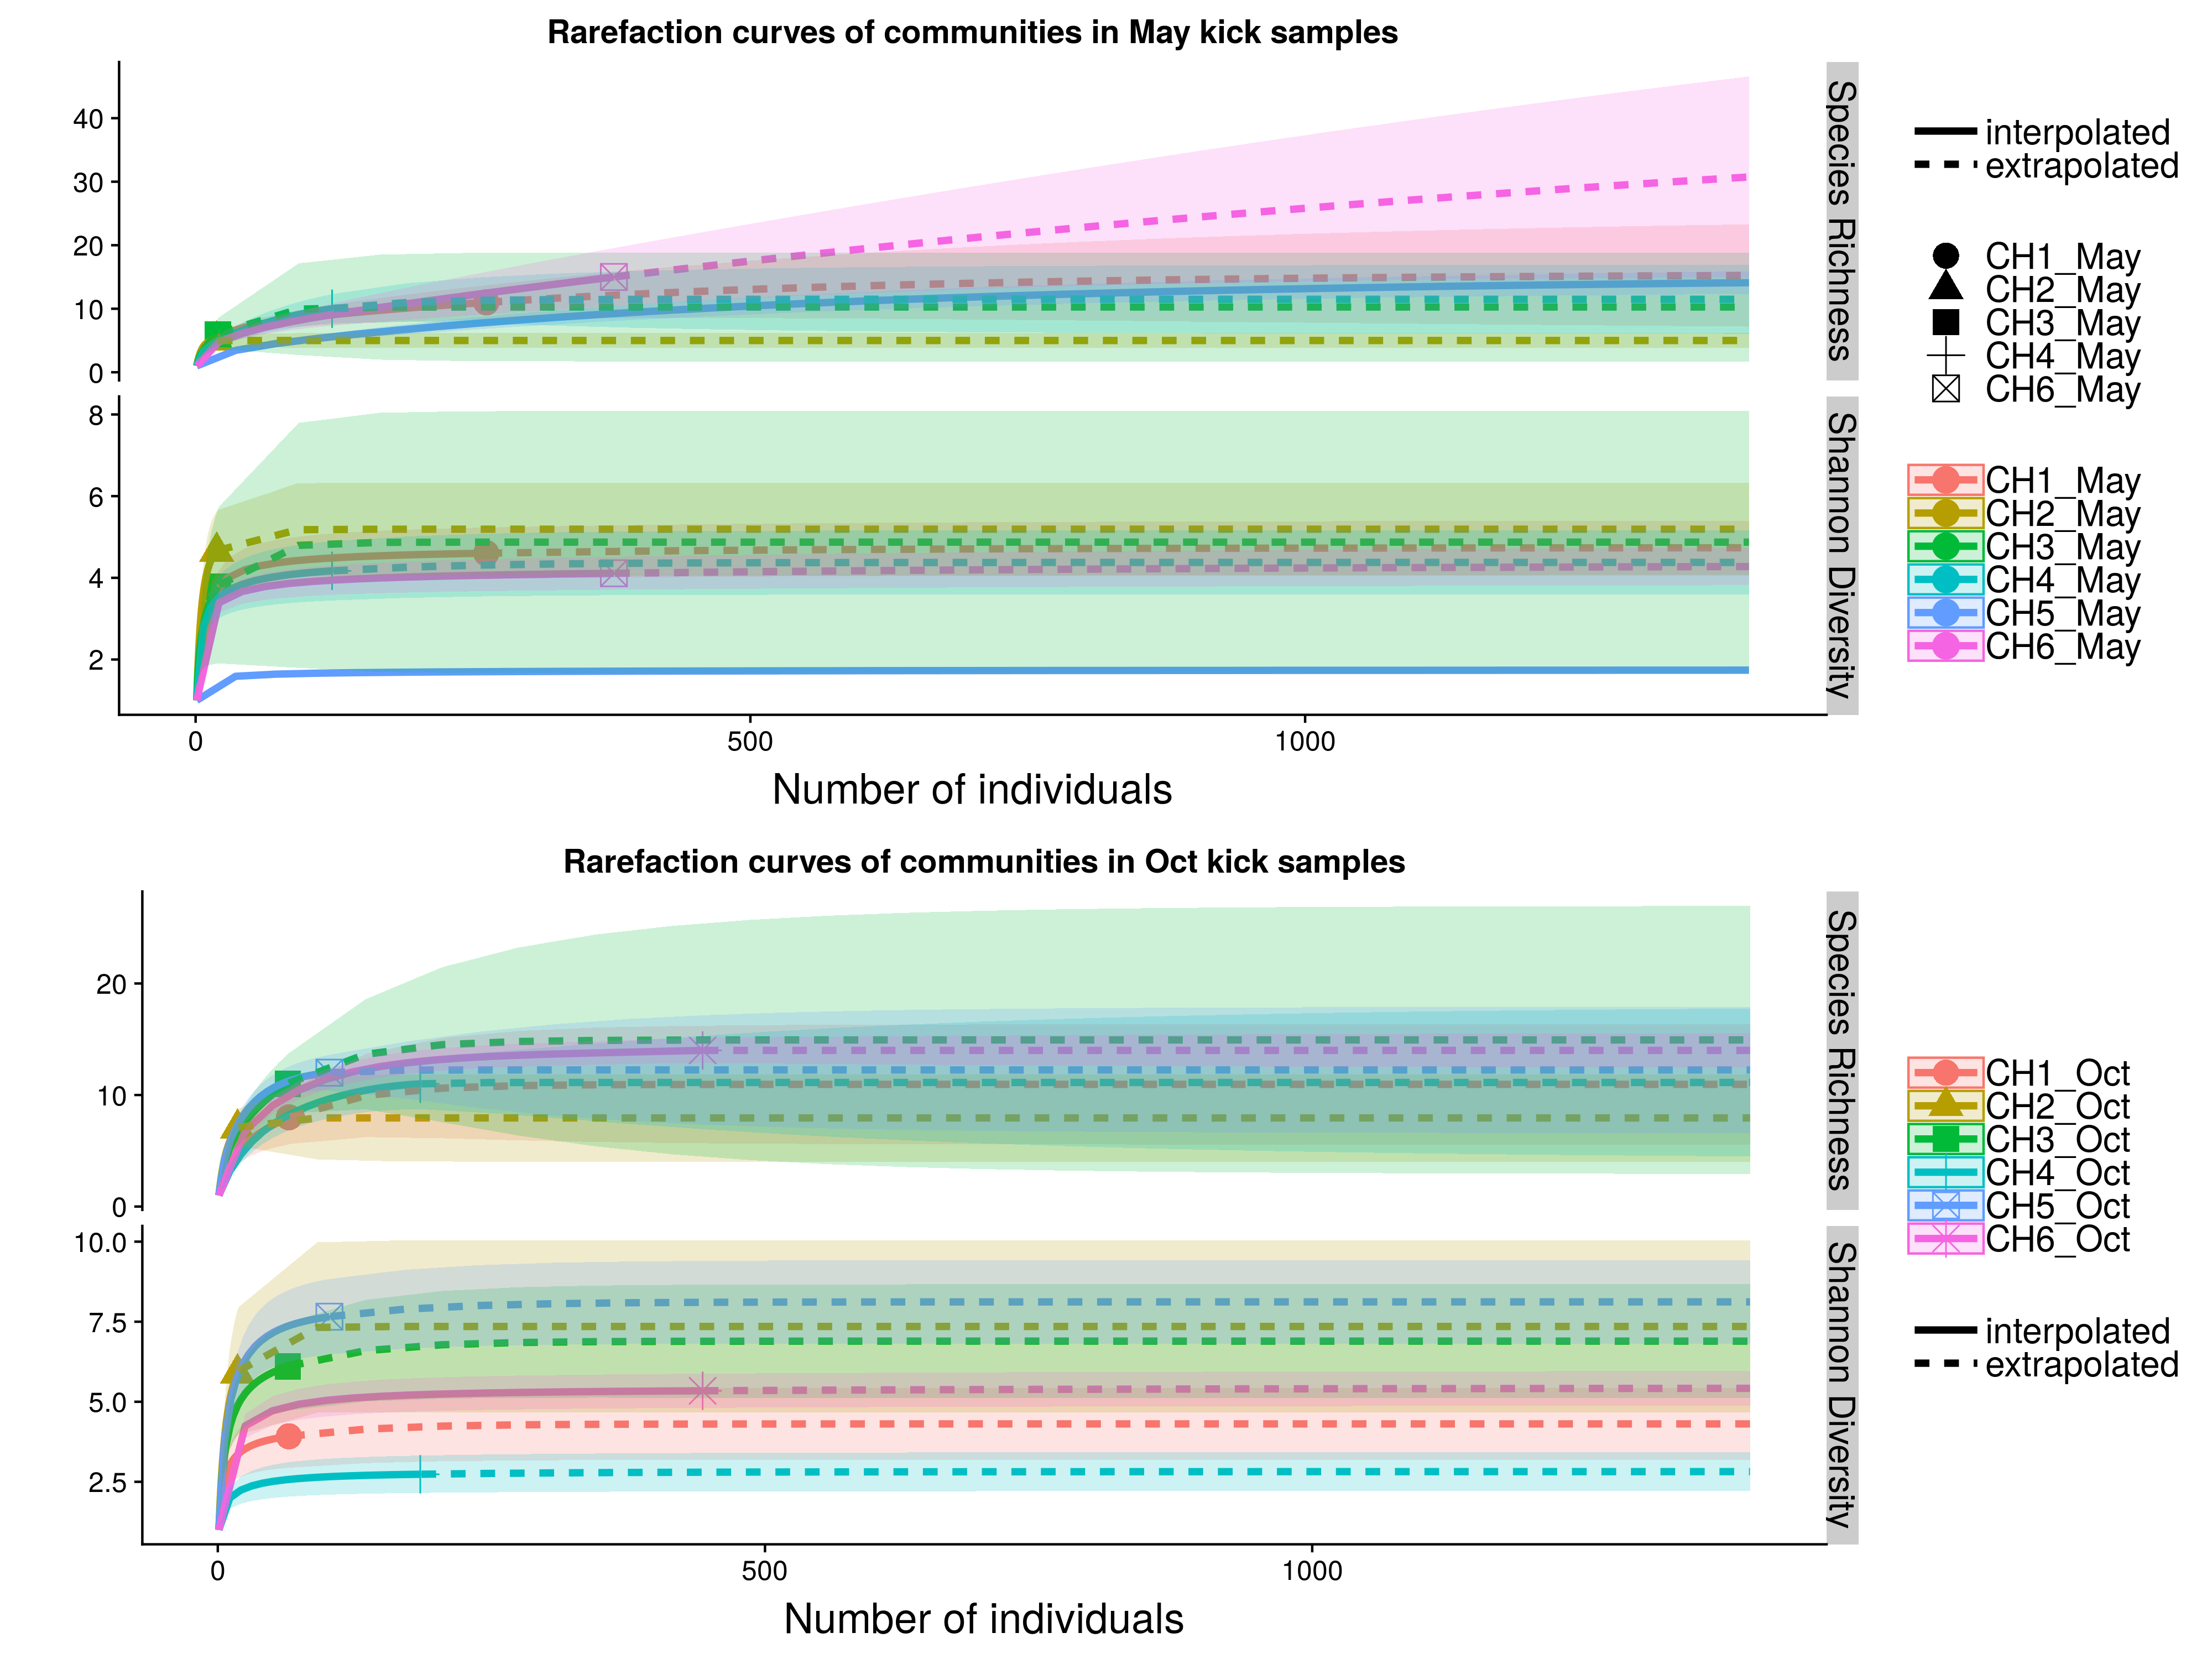 Rarefaction curves of communities in May kick samples
40
30
20
10
0
Species Richness
8
6
4
2
Shannon Diversity
0
500
1000
Number of individuals
interpolated
extrapolated
CH1_May
CH2_May
CH3_May
CH4_May
CH6_May
CH1_May
CH2_May
CH3_May
CH4_May
CH5_May
CH6_May
Rarefaction curves of communities in Oct kick samples
20
10
0
Species Richness
10.0
7.5
5.0
2.5
Shannon Diversity
0
500
1000
Number of individuals
CH1_Oct
CH2_Oct
CH3_Oct
CH4_Oct
CH5_Oct
CH6_Oct
interpolated
extrapolated